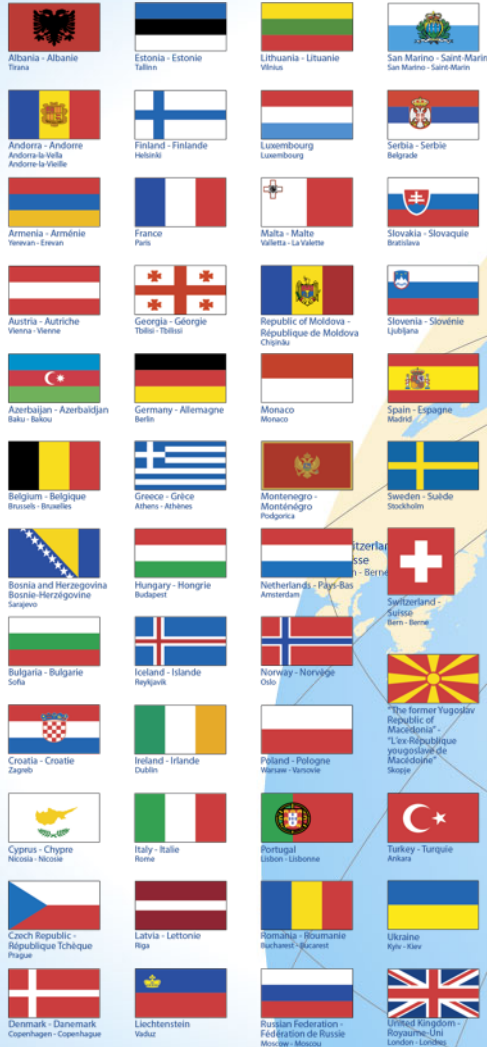 Albania - Albanie
Tirana
Andorra - Andorre
Andorra-la-Vella
Andorre-la-Vieille
Armenia - Arménie
Yerevan - Erevan
Austria - Autriche
Vienna - Vienne
Azerbaijan - Azerbaïdjan
Baku - Bakou
Belgium - Belgique
Brussels - Bruxelles
Bosnia and Herzegovina
Bosnie-Herzégovine
Sarajevo
Bulgaria - Bulgarie
Sofia
Croatia - Croatie
Zagreb
Cyprus - Chypre
Nicosia - Nicosie
Czech Republic -
République Tchèque
Prague
Denmark - Danemark
Copenhagen - Copenhague
Estonia - Estonie
Tallinn
Finland - Finlande
Helsinki
France
Paris
Georgia - Géorgie
Tbilisi - Tbilissi
Germany - Allemagne
Berlin
Greece - Grèce
Athens - Athènes
Hungary - Hongrie
Budapest
Iceland - Islande
Reykjavik
Ireland - Irlande
Dublin
Italy - Italie
Rome
Latvia - Lettonie
Riga
Liechtenstein
Vaduz
Lithuania - Lituanie
Vilnius
Luxembourg
Luxembourg
Malta - Malte
Valletta - La Valette
Republic of Moldova -
République de Moldova
Chişinău
Monaco
Monaco
Montenegro -
Monténégro
Podgorica
Netherlands - Pays-Bas
Amsterdam
Norway - Norvège
Oslo
Poland - Pologne
Warsaw - Varsovie
Portugal
Lisbon - Lisbonne
Romania - Roumanie
Bucharest - Bucarest
Russian Federation -
Fédération de Russie
Moscow - Moscou
San Marino - Saint-Marin
San Marino - Saint-Marin
Serbia - Serbie
Belgrade
Slovakia - Slovaquie
Bratislava
Slovenia - Slovénie
Ljubljana
Spain - Espagne
Madrid
Sweden - Suède
Stockholm
itzerlan
sse
n - Berne
Switzerland -
Suisse
Bern - Berne
"The former Yugoslav
Republic of
Macedonia" -
"L'ex-République
yougoslave de
Macédoine"
Skopje
Turkey - Turquie
Ankara
Ukraine
Kyiv - Kiev
United Kingdom -
Royaume-Uni
London - Londres